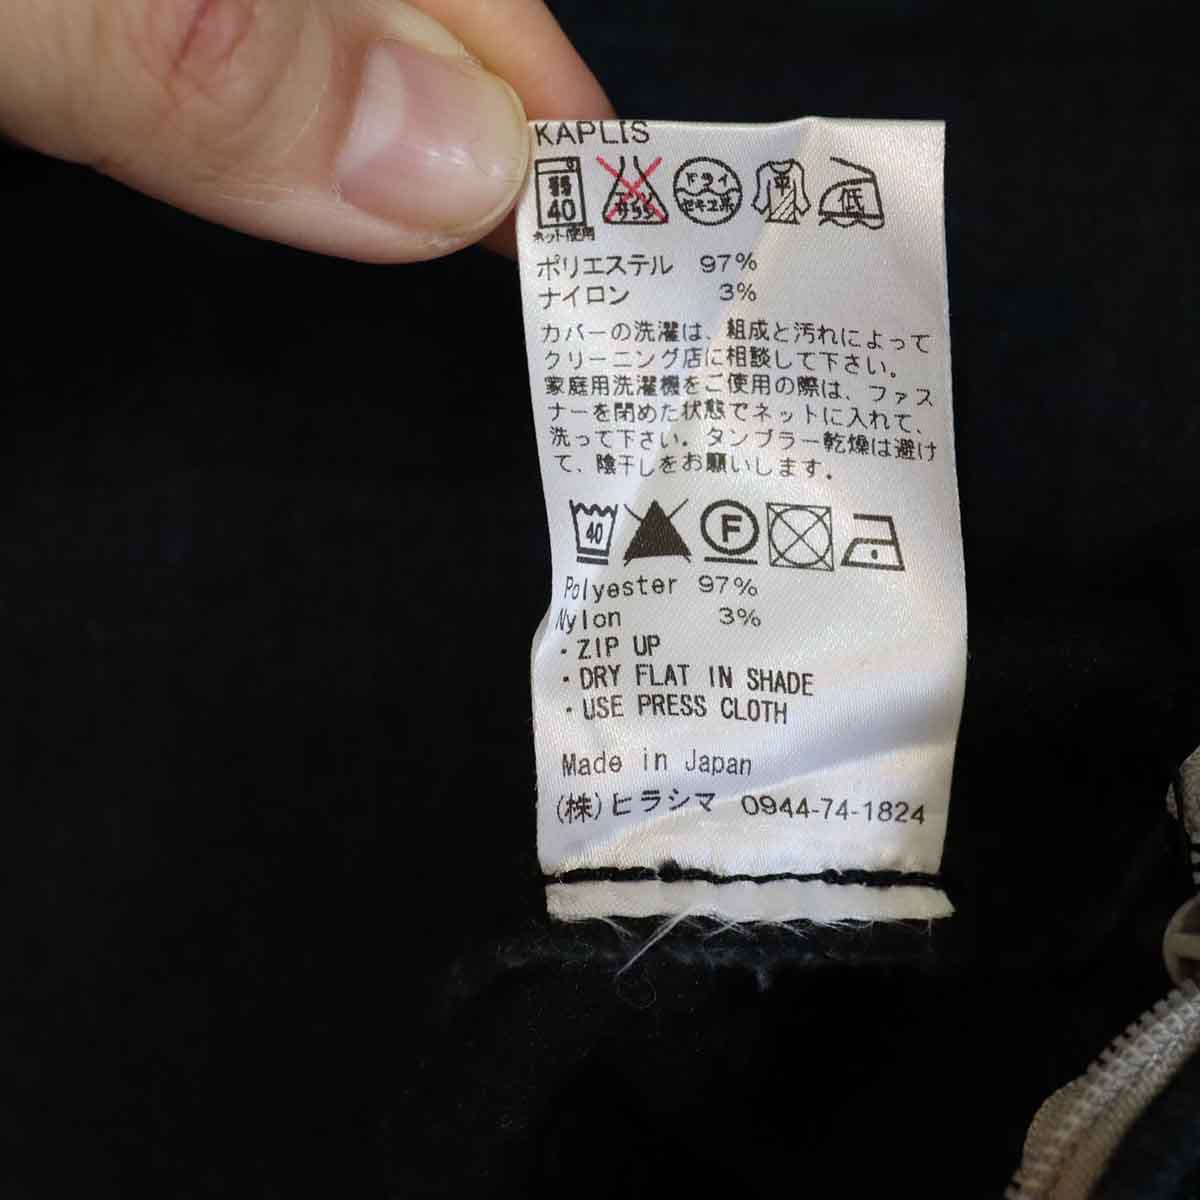 KAPLIS
弱
40
エンソ
サラシ
ドライ
セキユ系
平
低
ネット使用
ポリエステル 97%
ナイロン 3%
カバーの洗濯は、組成と汚れによって
クリーニング店に相談して下さい。
家庭用洗濯機をご使用の際は、ファス
ナーを閉めた状態でネットに入れて、
洗って下さい。タンブラー乾燥は避け
て、陰干しをお願いします。
40
F
Polyester 97%
Nylon 3%
・ZIP UP
・DRY FLAT IN SHADE
・USE PRESS CLOTH
Made in Japan
(株)ヒラシマ 0944-74-1824